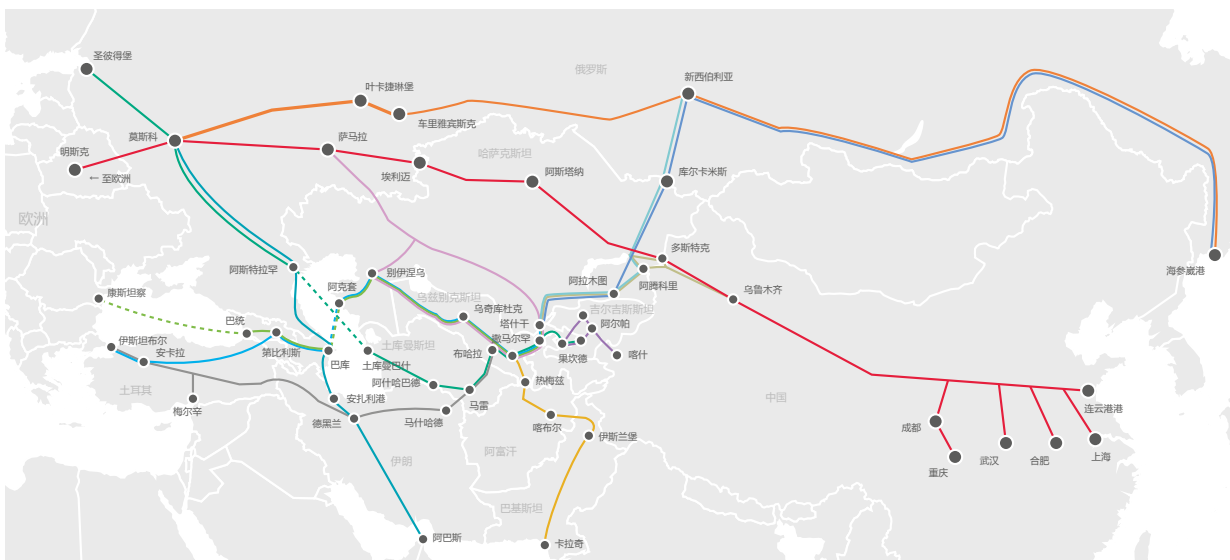 圣彼得堡
俄罗斯
新西伯利亚
叶卡捷琳堡
车里雅宾斯克
莫斯科
萨马拉
明斯克
← 至欧洲
哈萨克斯坦
埃利迈
阿斯塔纳
库尔卡米斯
欧洲
多斯特克
海参崴港
阿斯特拉罕
别伊涅乌
阿克套
阿拉木图
阿腾科里
乌鲁木齐
康斯坦察
乌兹别克斯坦
乌奇库杜克
吉尔吉斯斯坦
巴统
塔什干
阿尔帕
伊斯坦布尔
安卡拉
第比利斯
土库曼斯坦
撒马尔罕
布哈拉
果坎德
喀什
巴库
土库曼巴什
阿什哈巴德
热梅兹
土耳其
梅尔辛
安扎利港
德黑兰
马什哈德
马雷
中国
连云港港
喀布尔
伊斯兰堡
成都
阿富汗
伊朗
重庆
武汉
合肥
上海
巴基斯坦
阿巴斯
卡拉奇